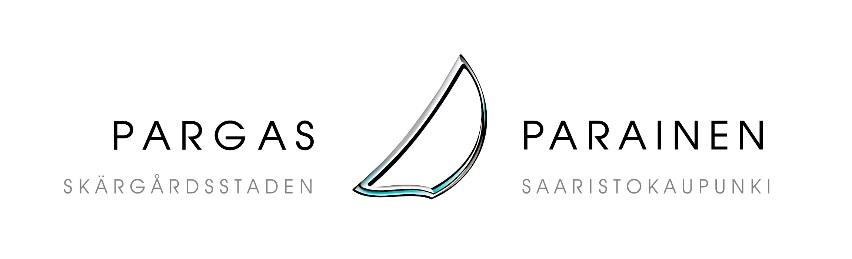 PARGAS
SKÄRGÅRDSSTADEN
PARAINEN
SAARISTOKAUPUNKI